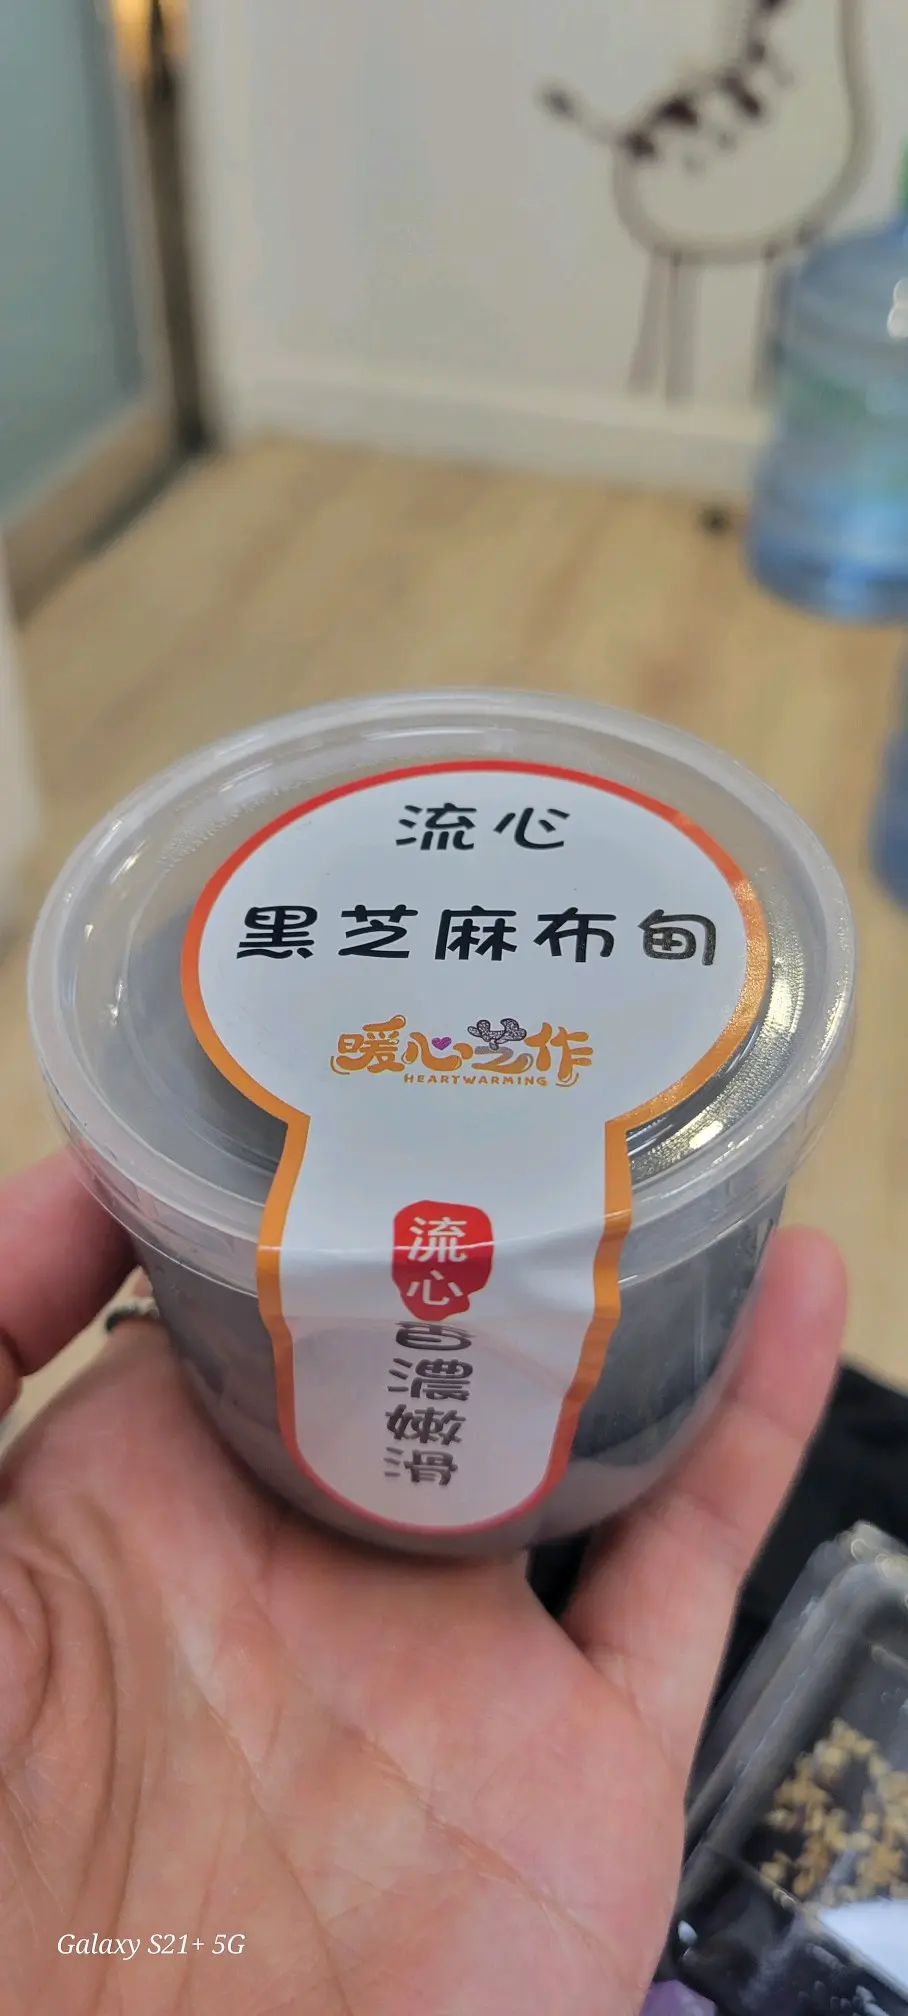 流心
黑芝麻布甸
暖心芝作
HEARTWARMING
流
心
香
濃
嫩
滑
Galaxy S21+ 5G